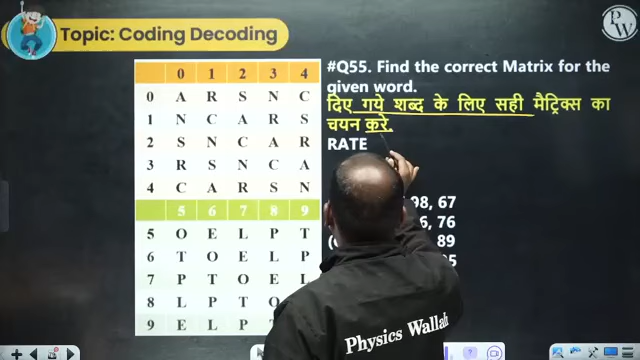 Topic: Coding Decoding
0 1 2 3 4
0 A R S N C
1 N C A R S
2 S N C A R
3 R S N C A
4 C A R S N
5 6 7 8 9
5 O E L P T
6 T O E L P
7 P T O E L
8 L P T O
9 E L P
#Q55. Find the correct Matrix for the
given word.
दिए गये शब्द के लिए सही मैट्रिक्स का
चयन करे.
RATE
98, 67
6, 76
89
Physics Wallah